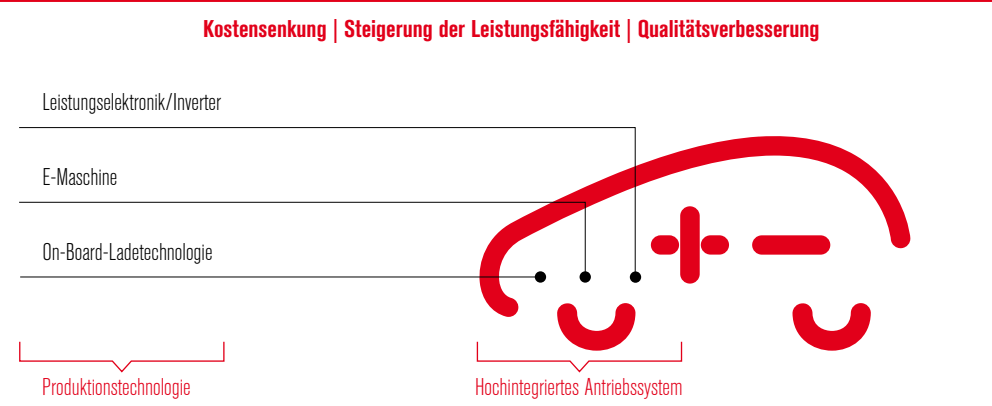 Kostensenkung | Steigerung der Leistungsfähigkeit | Qualitätsverbesserung
Leistungselektronik/Inverter
E-Maschine
On-Board-Ladetechnologie
Produktionstechnologie
Hochintegriertes Antriebssystem